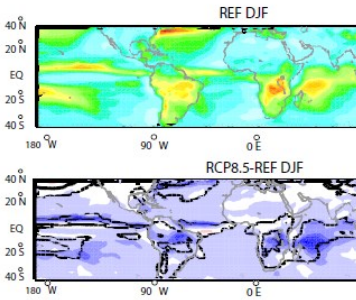 REF DJF
40° N
20 N
EQ
20 S
40 S
180° W
90° W
0° E
RCP8.5-REF DJF
40° N
20 N
EQ
20 S
40 S
180° W
90° W
0° E